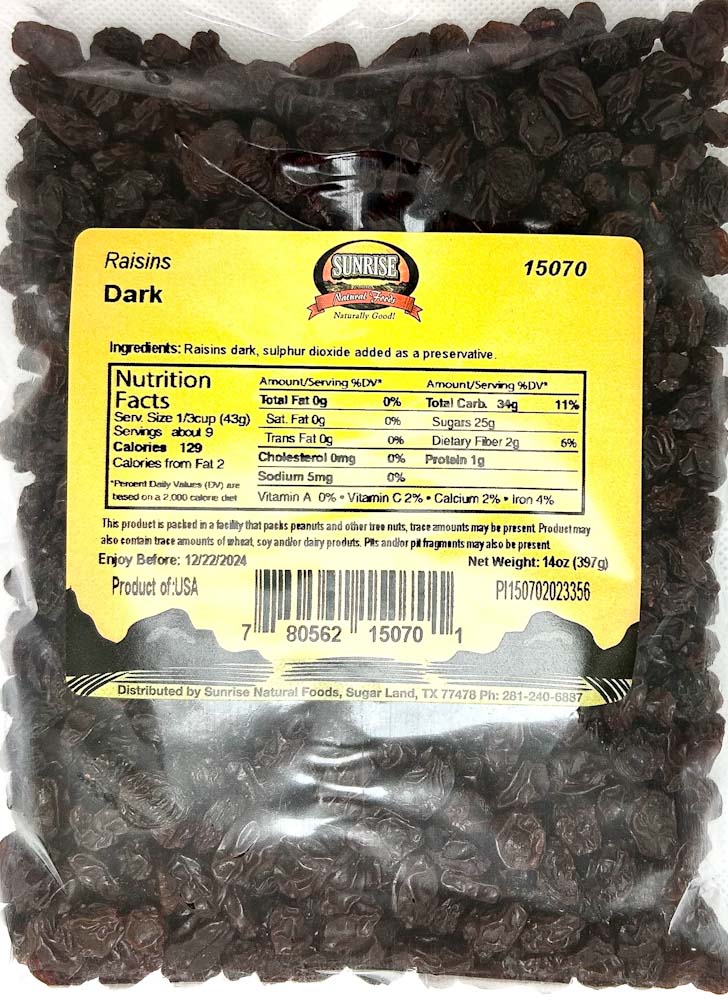 Raisins
Dark
SUNRISE
Natural Foods
Naturally Good!
15070
Ingredients: Raisins dark, sulphur dioxide added as a preservative.
Nutrition
Facts
Serv. Size 1/3cup (43g)
Servings about 9
Calories 129
Calories from Fat 2
*Percent Daily Values (DV) are
based on a 2,000 calorie diet
Amount/Serving %DV*
Total Fat 0g 0%
Sat. Fat 0g 0%
Trans Fat 0g 0%
Cholesterol 0mg 0%
Sodium 5mg 0%
Amount/Serving %DV*
Total Carb. 34g 11%
Sugars 25g
Dietary Fiber 2g 6%
Protein 1g
Vitamin A 0% • Vitamin C 2% • Calcium 2% • Iron 4%
This product is packed in a facility that packs peanuts and other tree nuts, trace amounts may be present. Product may
also contain trace amounts of wheat, soy and/or dairy produts. Pits and/or pit fragments may also be present.
Enjoy Before: 12/22/2024
Net Weight: 14oz (397g)
Product of:USA
PI150702023356
7 80562 15070 1
Distributed by Sunrise Natural Foods, Sugar Land, TX 77478 Ph: 281-240-6887